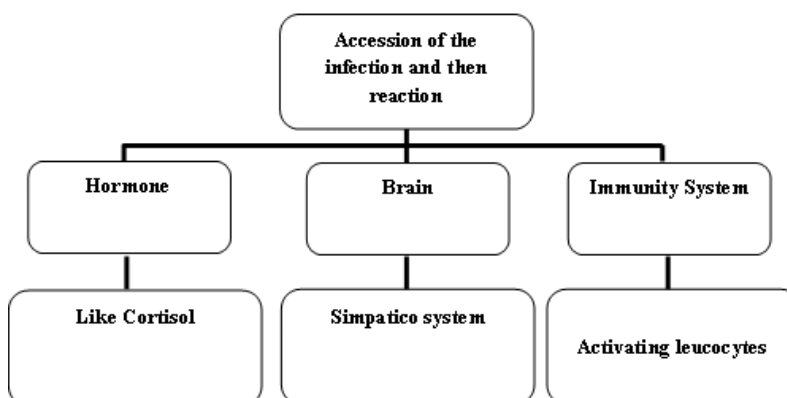 Accession of the
infection and then
reaction
Hormone
Brain
Immunity System
Like Cortisol
Simpatico system
Activating leucocytes